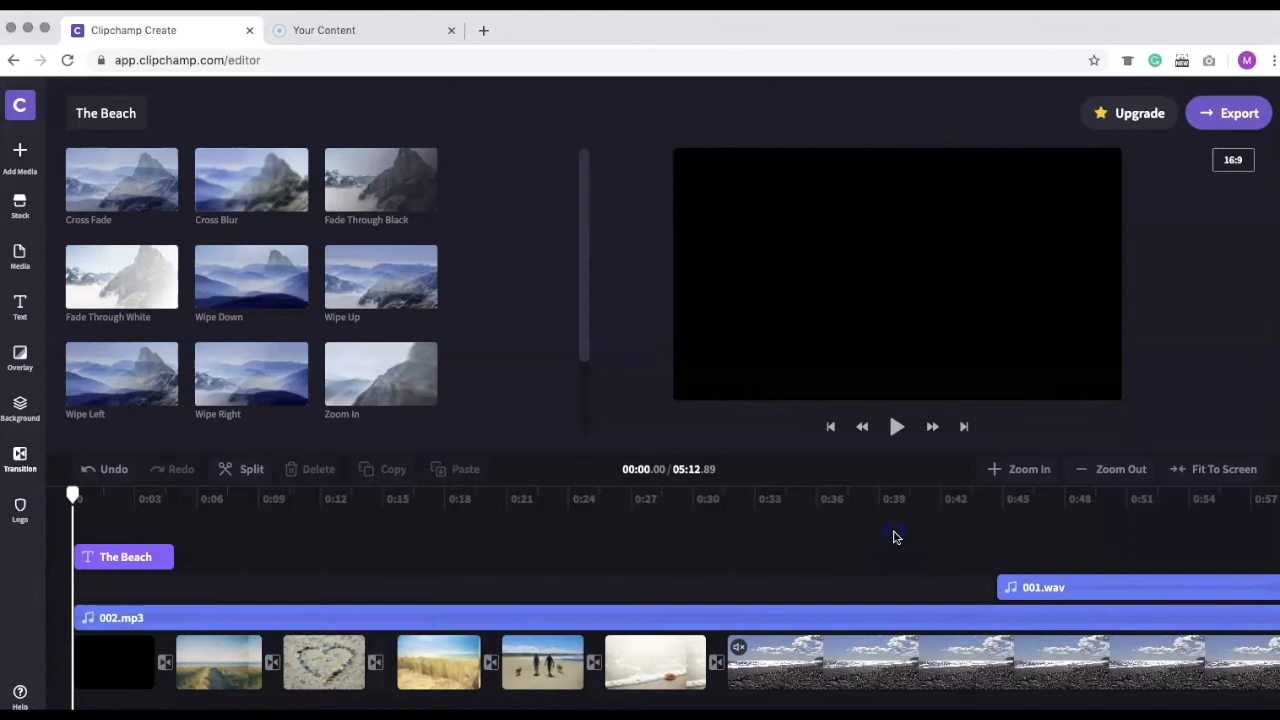 Clipchamp Create
Your Content
app.clipchamp.com/editor
NEW
M
C
The Beach
Upgrade
Export
Add Media
16:9
Stock
Cross Fade
Cross Blur
Fade Through Black
Media
Text
Fade Through White
Wipe Down
Wipe Up
Overlay
Background
Wipe Left
Wipe Right
Zoom In
Transition
Undo
Redo
Split
Delete
Copy
Paste
00:00.00 / 05:12.89
Zoom In
Zoom Out
Fit To Screen
0:03 0:06 0:09 0:12 0:15 0:18 0:21 0:24 0:27 0:30 0:33 0:36 0:39 0:42 0:45 0:48 0:51 0:54 0:57
Logo
The Beach
001.wav
002.mp3
Help